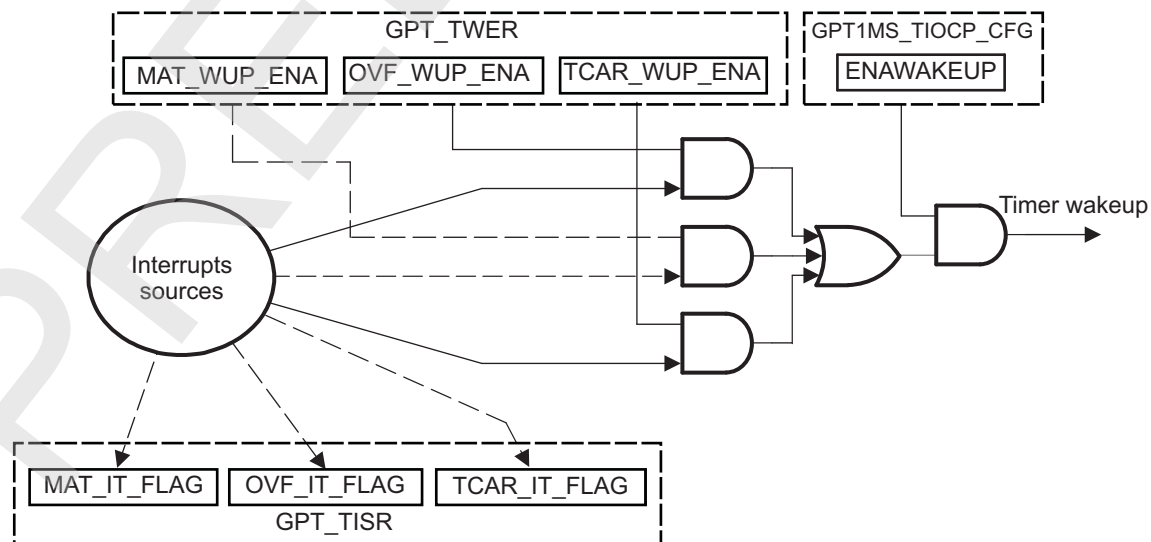 GPT_TWER
MAT_WUP_ENA
OVF_WUP_ENA
TCAR_WUP_ENA
GPT1MS_TIOCP_CFG
ENAWAKEUP
Timer wakeup
Interrupts
sources
MAT_IT_FLAG
OVF_IT_FLAG
TCAR_IT_FLAG
GPT_TISR